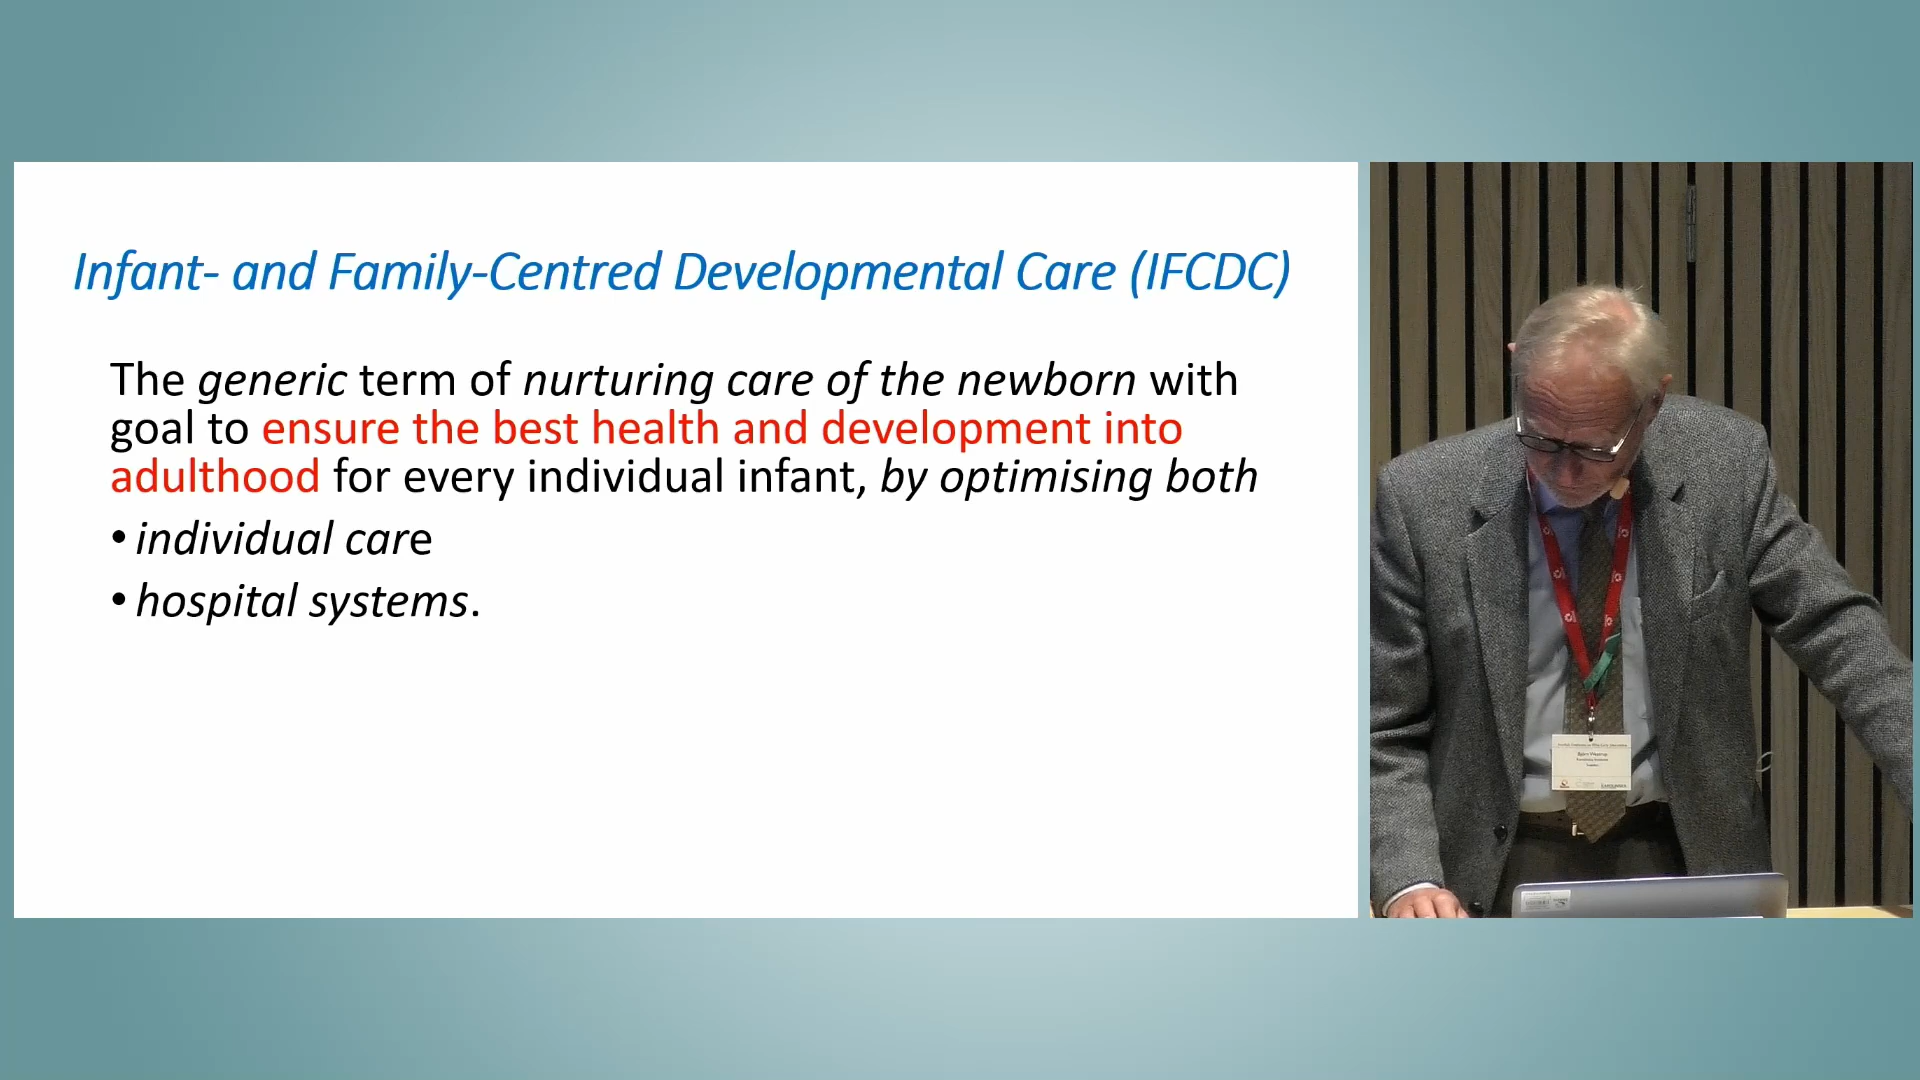 Infant- and Family-Centred Developmental Care (IFCDC)
The generic term of nurturing care of the newborn with
goal to ensure the best health and development into
adulthood for every individual infant, by optimising both
• individual care
• hospital systems.